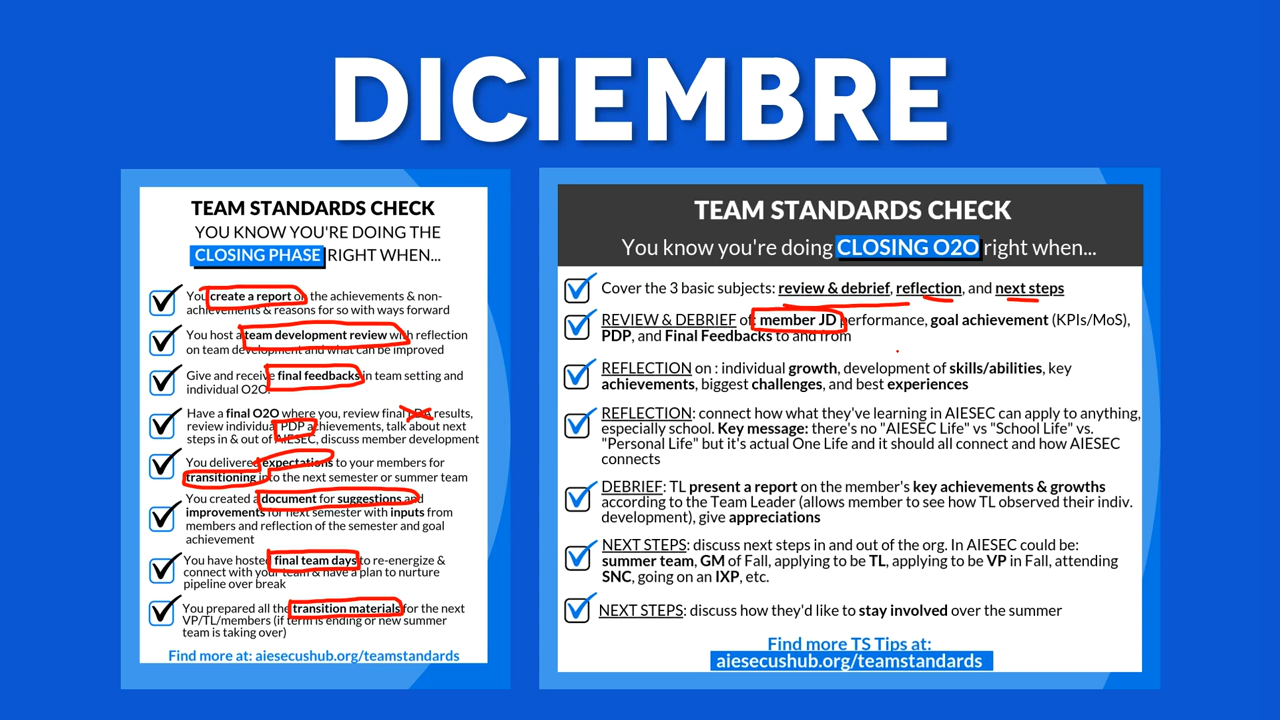 DICIEMBRE
TEAM STANDARDS CHECK
YOU KNOW YOU'RE DOING THE
CLOSING PHASE RIGHT WHEN...
You create a report on the achievements & non-
achievements & reasons for so with ways forward
You host a team development review with reflection
on team development and what can be improved
Give and receive final feedbacks in team setting and
individual O2O.
Have a final O2O where you, review final results,
review individual PDP achievements, talk about next
steps in & out of AIESEC, discuss member development
You delivered expectations to your members for
transitioning into the next semester or summer team
You created a document for suggestions and
improvements for next semester with inputs from
members and reflection of the semester and goal
achievement
You have hosted final team days to re-energize &
connect with your team & have a plan to nurture
pipeline over break
You prepared all the transition materials for the next
VP/TL/members (if term is ending or new summer
team is taking over)
Find more at: aiesecushub.org/teamstandards
TEAM STANDARDS CHECK
You know you're doing CLOSING O2O right when...
Cover the 3 basic subjects: review & debrief, reflection, and next steps
REVIEW & DEBRIEF of: member JD performance, goal achievement (KPIs/MoS),
PDP, and Final Feedbacks to and from
REFLECTION on : individual growth, development of skills/abilities, key
achievements, biggest challenges, and best experiences
REFLECTION: connect how what they've learning in AIESEC can apply to anything,
especially school. Key message: there's no "AIESEC Life" vs "School Life" vs.
"Personal Life" but it's actual One Life and it should all connect and how AIESEC
connects
DEBRIEF: TL present a report on the member's key achievements & growths
according to the Team Leader (allows member to see how TL observed their indiv.
development), give appreciations
NEXT STEPS: discuss next steps in and out of the org. In AIESEC could be:
summer team, GM of Fall, applying to be TL, applying to be VP in Fall, attending
SNC, going on an IXP, etc.
NEXT STEPS: discuss how they'd like to stay involved over the summer
Find more TS Tips at:
aiesecushub.org/teamstandards